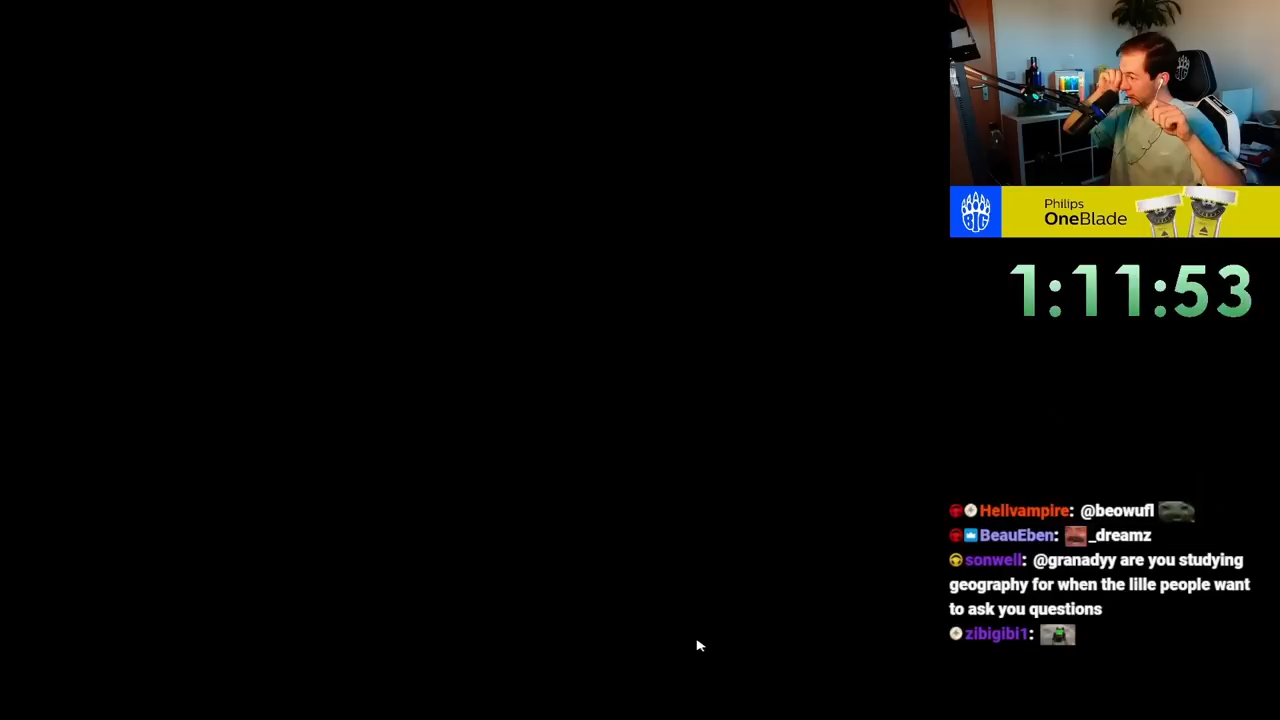 BIG
Philips
OneBlade
1:11:53
Hellvampire: @beowufl
BeauEben: _dreamz
sonwell: @granadyy are you studying
geography for when the lille people want
to ask you questions
zibigibi1: